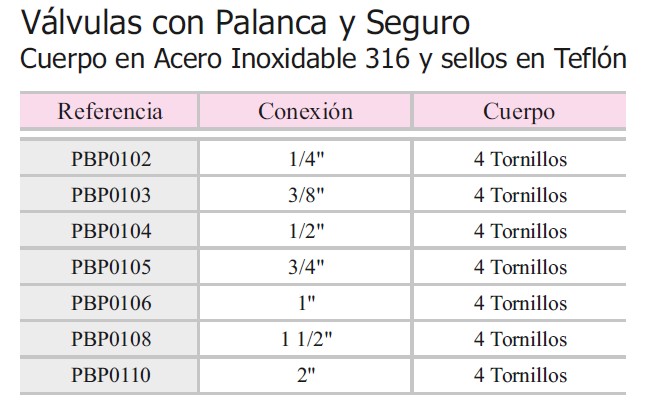 Válvulas con Palanca y Seguro
Cuerpo en Acero Inoxidable 316 y sellos en Teflón
Referencia Conexión Cuerpo
PBP0102 1/4" 4 Tornillos
PBP0103 3/8" 4 Tornillos
PBP0104 1/2" 4 Tornillos
PBP0105 3/4" 4 Tornillos
PBP0106 1" 4 Tornillos
PBP0108 1 1/2" 4 Tornillos
PBP0110 2" 4 Tornillos